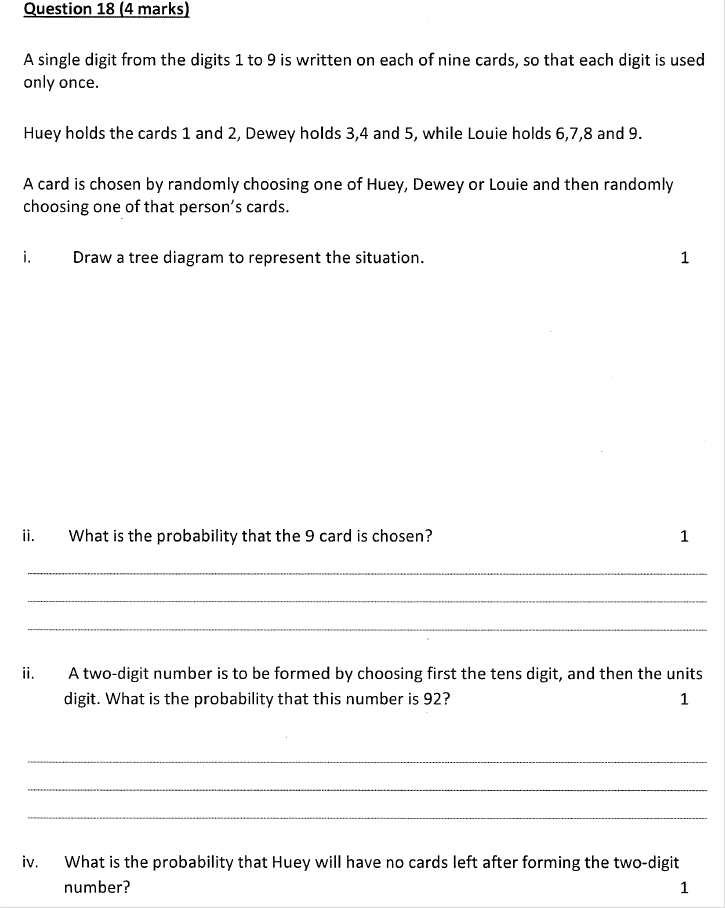 Question 18 (4 marks)
A single digit from the digits 1 to 9 is written on each of nine cards, so that each digit is used
only once.
Huey holds the cards 1 and 2, Dewey holds 3,4 and 5, while Louie holds 6,7,8 and 9.
A card is chosen by randomly choosing one of Huey, Dewey or Louie and then randomly
choosing one of that person's cards.
i. Draw a tree diagram to represent the situation. 1
ii. What is the probability that the 9 card is chosen? 1
ii. A two-digit number is to be formed by choosing first the tens digit, and then the units
digit. What is the probability that this number is 92? 1
iv. What is the probability that Huey will have no cards left after forming the two-digit
number? 1